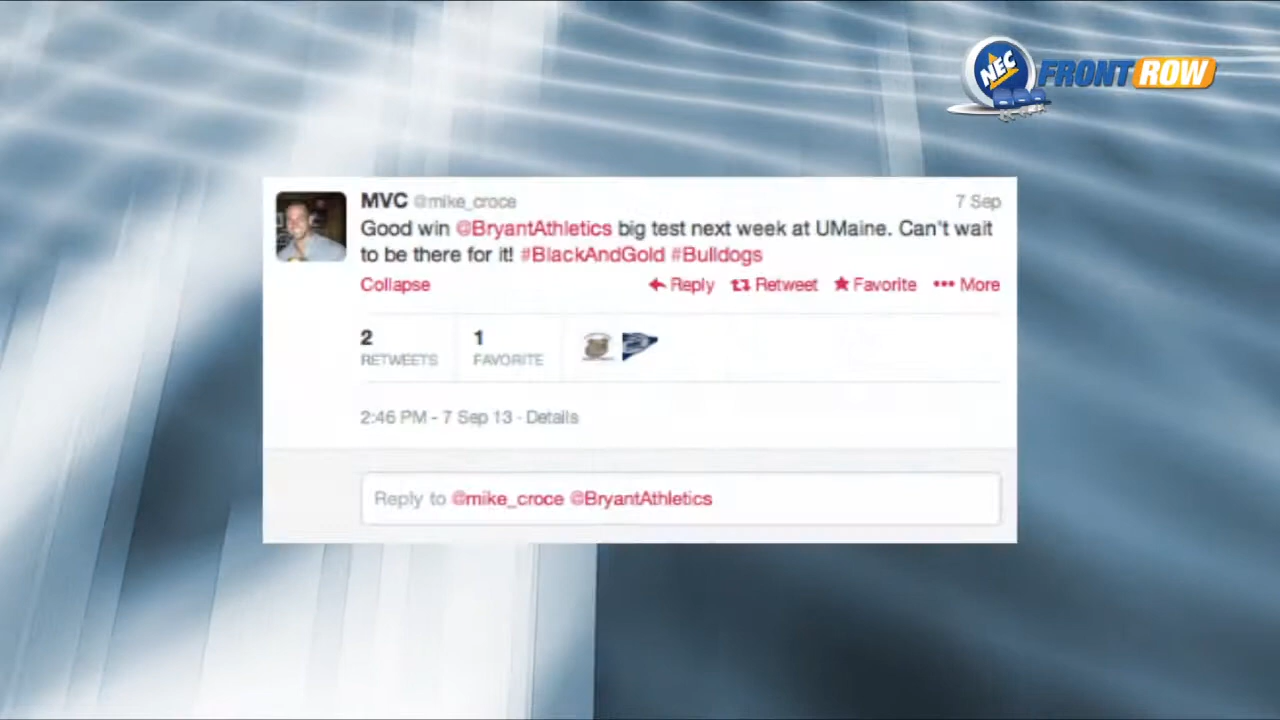 NEC FRONT ROW
MVC @mike_croce 7 Sep
Good win @BryantAthletics big test next week at UMaine. Can't wait
to be there for it! #BlackAndGold #Bulldogs
Collapse Reply Retweet Favorite More
2 1
RETWEETS FAVORITE
2:46 PM - 7 Sep 13 · Details
Reply to @mike_croce @BryantAthletics